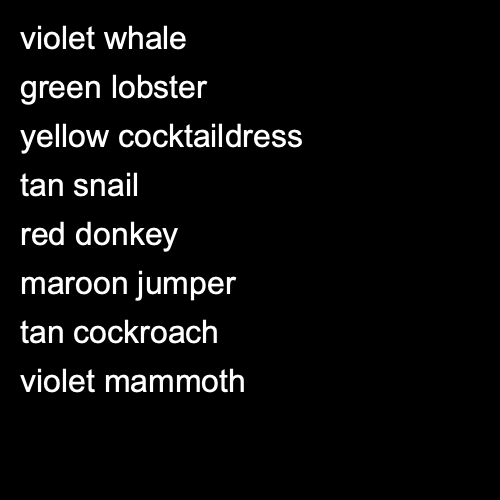 violet whale
green lobster
yellow cocktaildress
tan snail
red donkey
maroon jumper
tan cockroach
violet mammoth